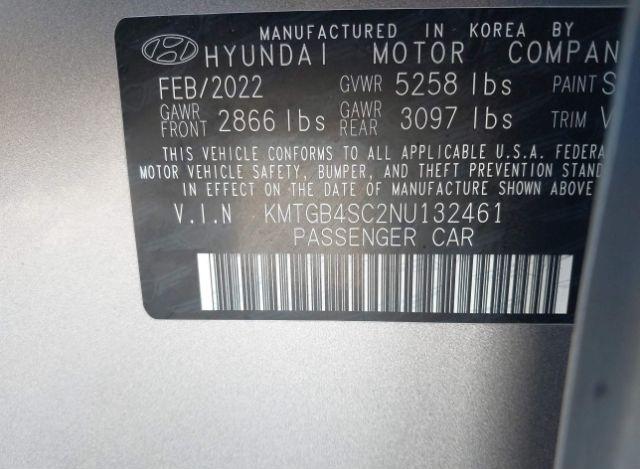 MANUFACTURED IN KOREA BY
HYUNDAI MOTOR COMPAN
FEB/2022 GVWR 5258 lbs PAINT S
GAWR FRONT 2866 lbs GAWR REAR 3097 lbs TRIM V
THIS VEHICLE CONFORMS TO ALL APPLICABLE U.S.A. FEDERA
MOTOR VEHICLE SAFETY, BUMPER, AND THEFT PREVENTION STAND
IN EFFECT ON THE DATE OF MANUFACTURE SHOWN ABOVE
V.I.N KMTGB4SC2NU132461
PASSENGER CAR